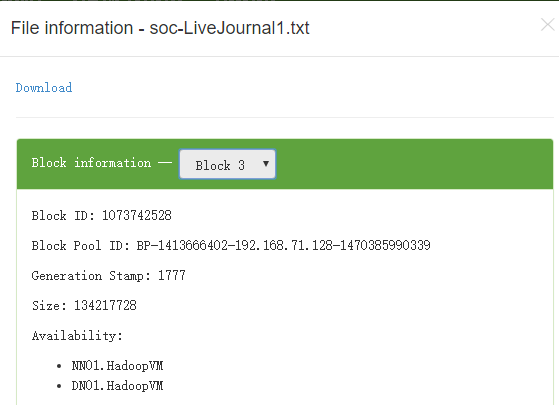 File information - soc-LiveJournal1.txt
Download
Block information — Block 3
Block ID: 1073742528
Block Pool ID: BP-1413666402-192.168.71.128-1470385990339
Generation Stamp: 1777
Size: 134217728
Availability:
NN01.HadoopVM
DN01.HadoopVM